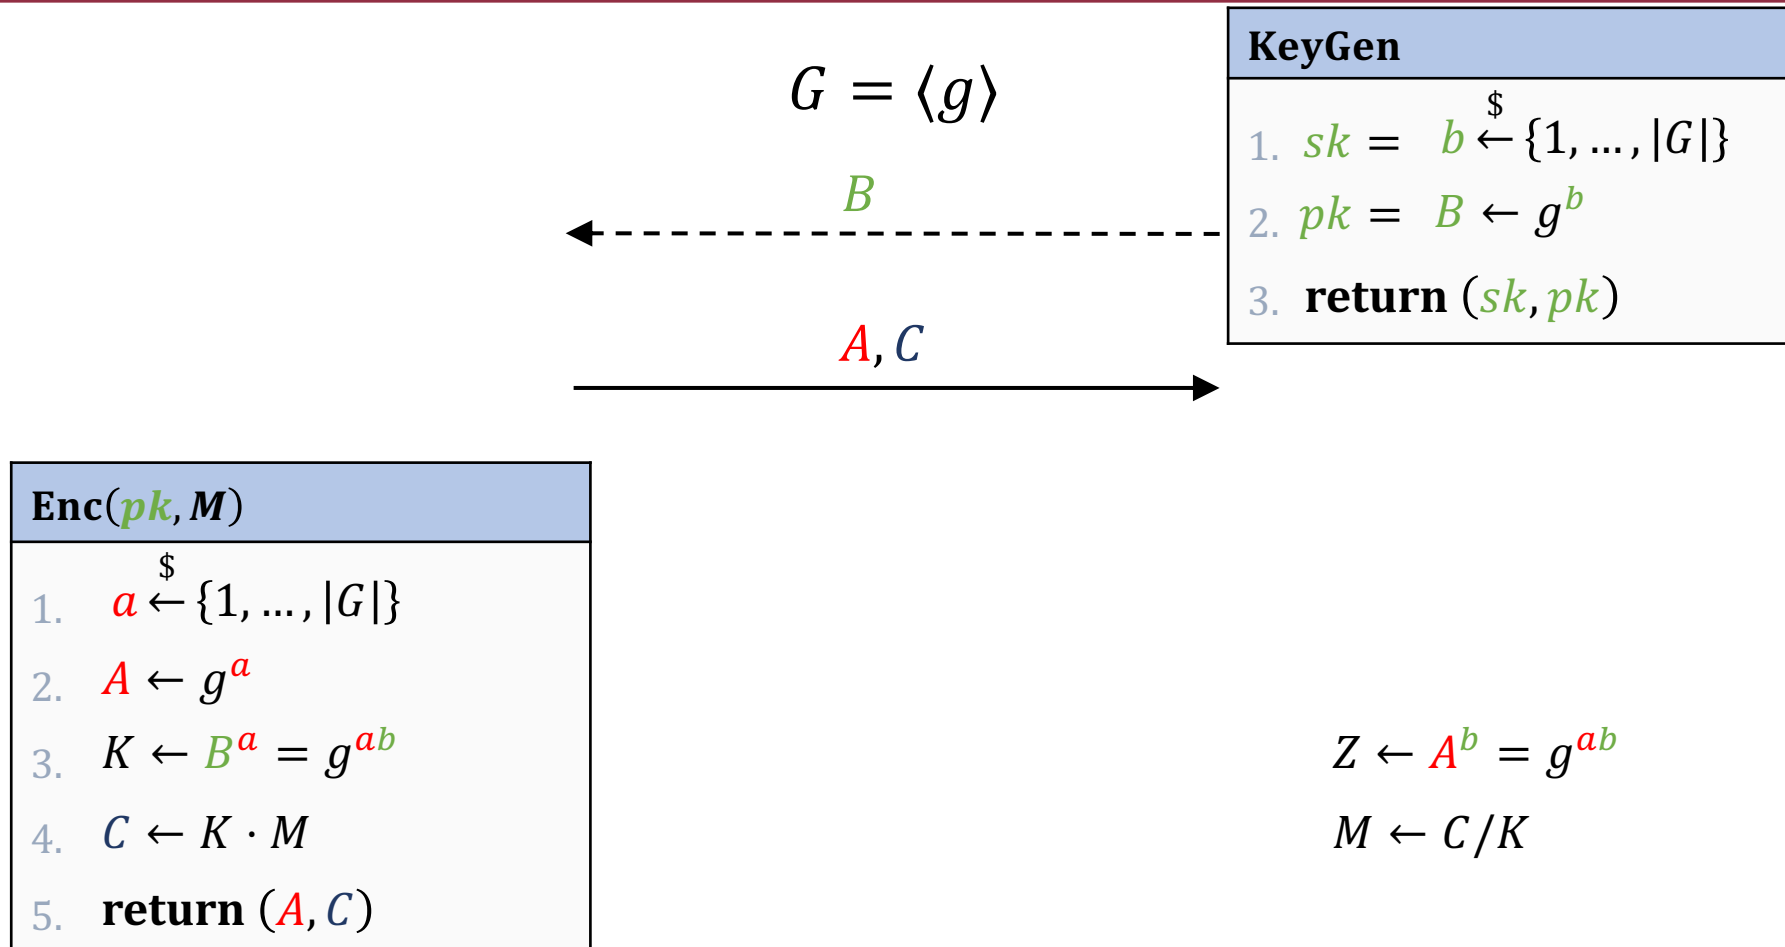 G = ⟨g⟩
KeyGen
1. sk = b $← {1, … , |G|}
2. pk = B ← g^b
3. return (sk, pk)
B
A, C
Enc(pk, M)
1. a $← {1, … , |G|}
2. A ← g^a
3. K ← B^a = g^ab
4. C ← K · M
5. return (A, C)
Z ← A^b = g^ab
M ← C/K